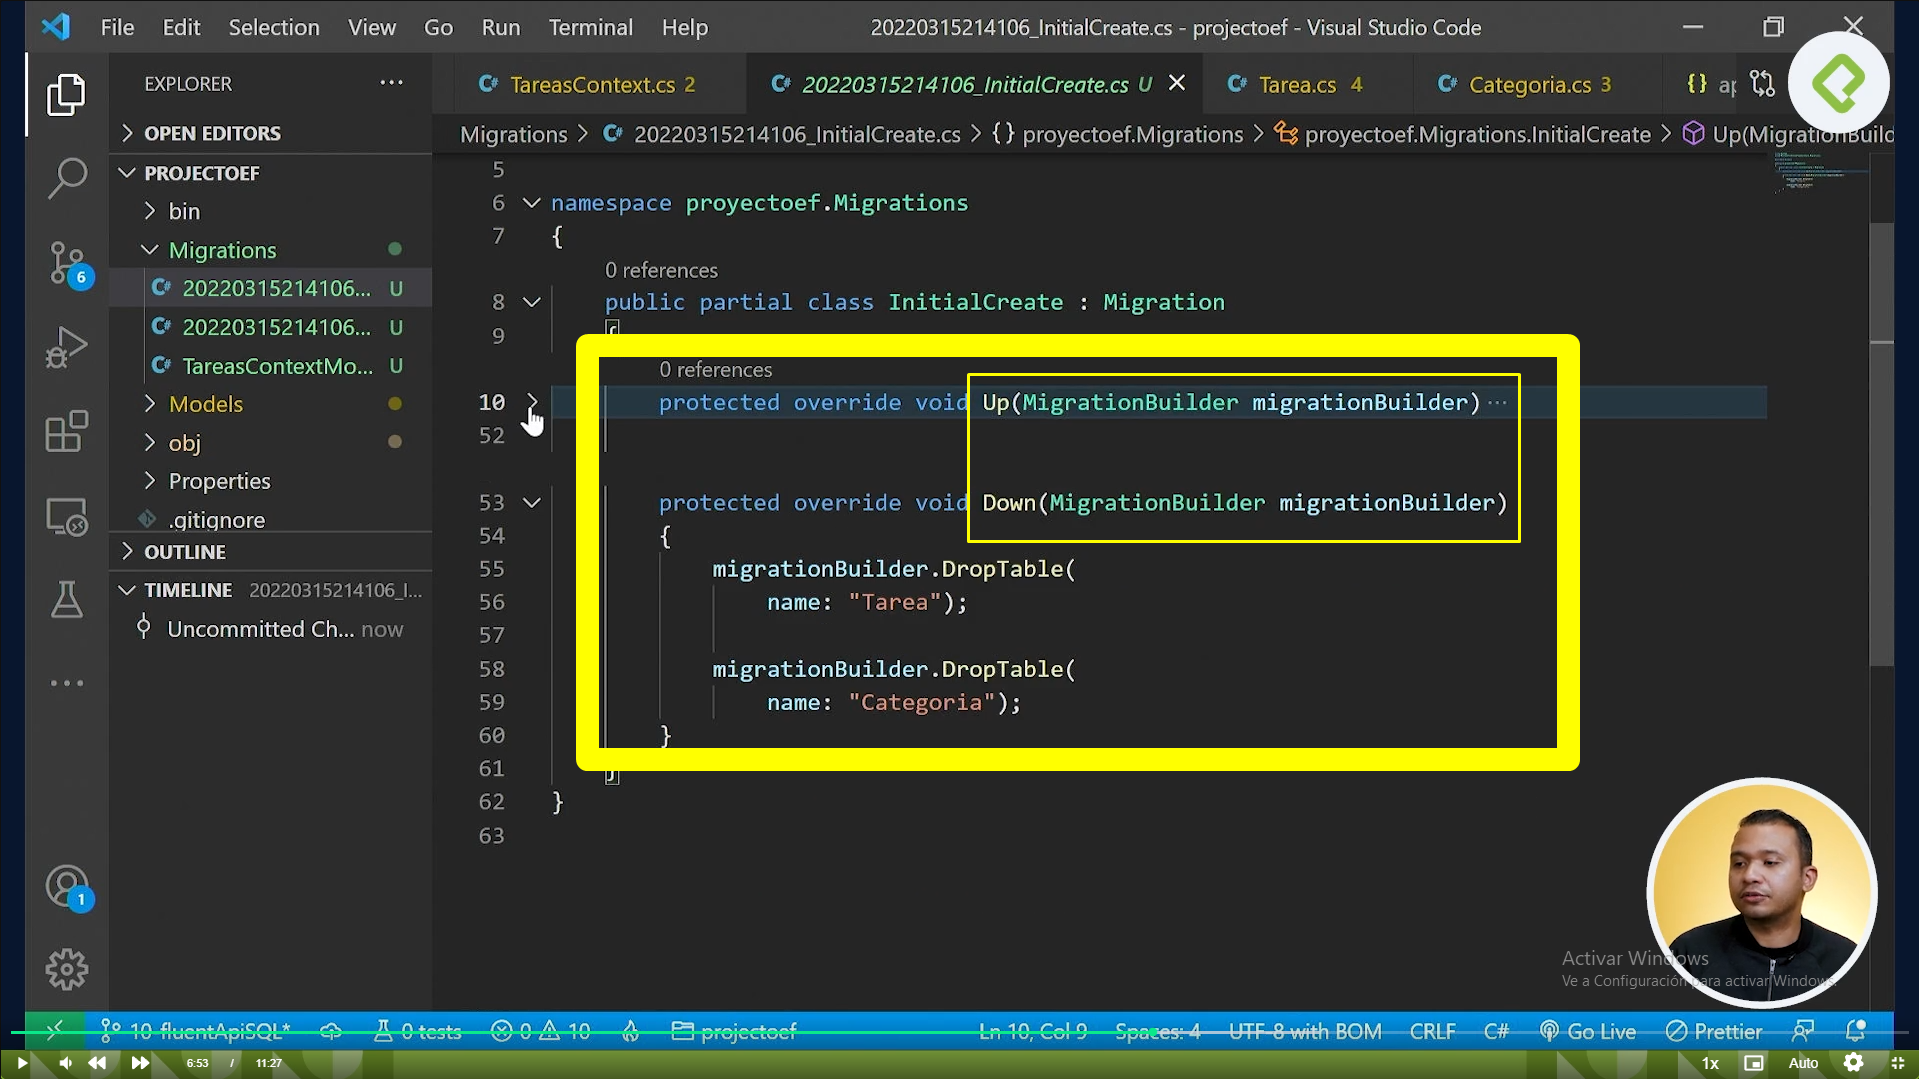 File Edit Selection View Go Run Terminal Help
20220315214106_InitialCreate.cs - projectoef - Visual Studio Code
EXPLORER
TareasContext.cs 2
20220315214106_InitialCreate.cs U
Tarea.cs 4
Categoria.cs 3
{} ap
OPEN EDITORS
Migrations > 20220315214106_InitialCreate.cs > {} proyectoef.Migrations > proyectoef.Migrations.InitialCreate > Up(MigrationBuild
PROJECTOEF
bin
Migrations
20220315214106... U
20220315214106... U
TareasContextMo... U
Models
obj
Properties
.gitignore
OUTLINE
TIMELINE 20220315214106_I...
Uncommitted Ch... now
6
1
5
6 namespace proyectoef.Migrations
7 {
0 references
8 public partial class InitialCreate : Migration
9 {
0 references
10 protected override void Up(MigrationBuilder migrationBuilder) ...
52
53 protected override void Down(MigrationBuilder migrationBuilder)
54 {
55 migrationBuilder.DropTable(
56 name: "Tarea");
57
58 migrationBuilder.DropTable(
59 name: "Categoria");
60 }
61 }
62 }
63
Activar Windows
Ve a Configuración para activar Windows.
10-fluentApiSQL* 0 tests 0 10 projectoef Ln 10, Col 9 Spaces: 4 UTF-8 with BOM CRLF C# Go Live Prettier
6:53 / 11:27 1x Auto